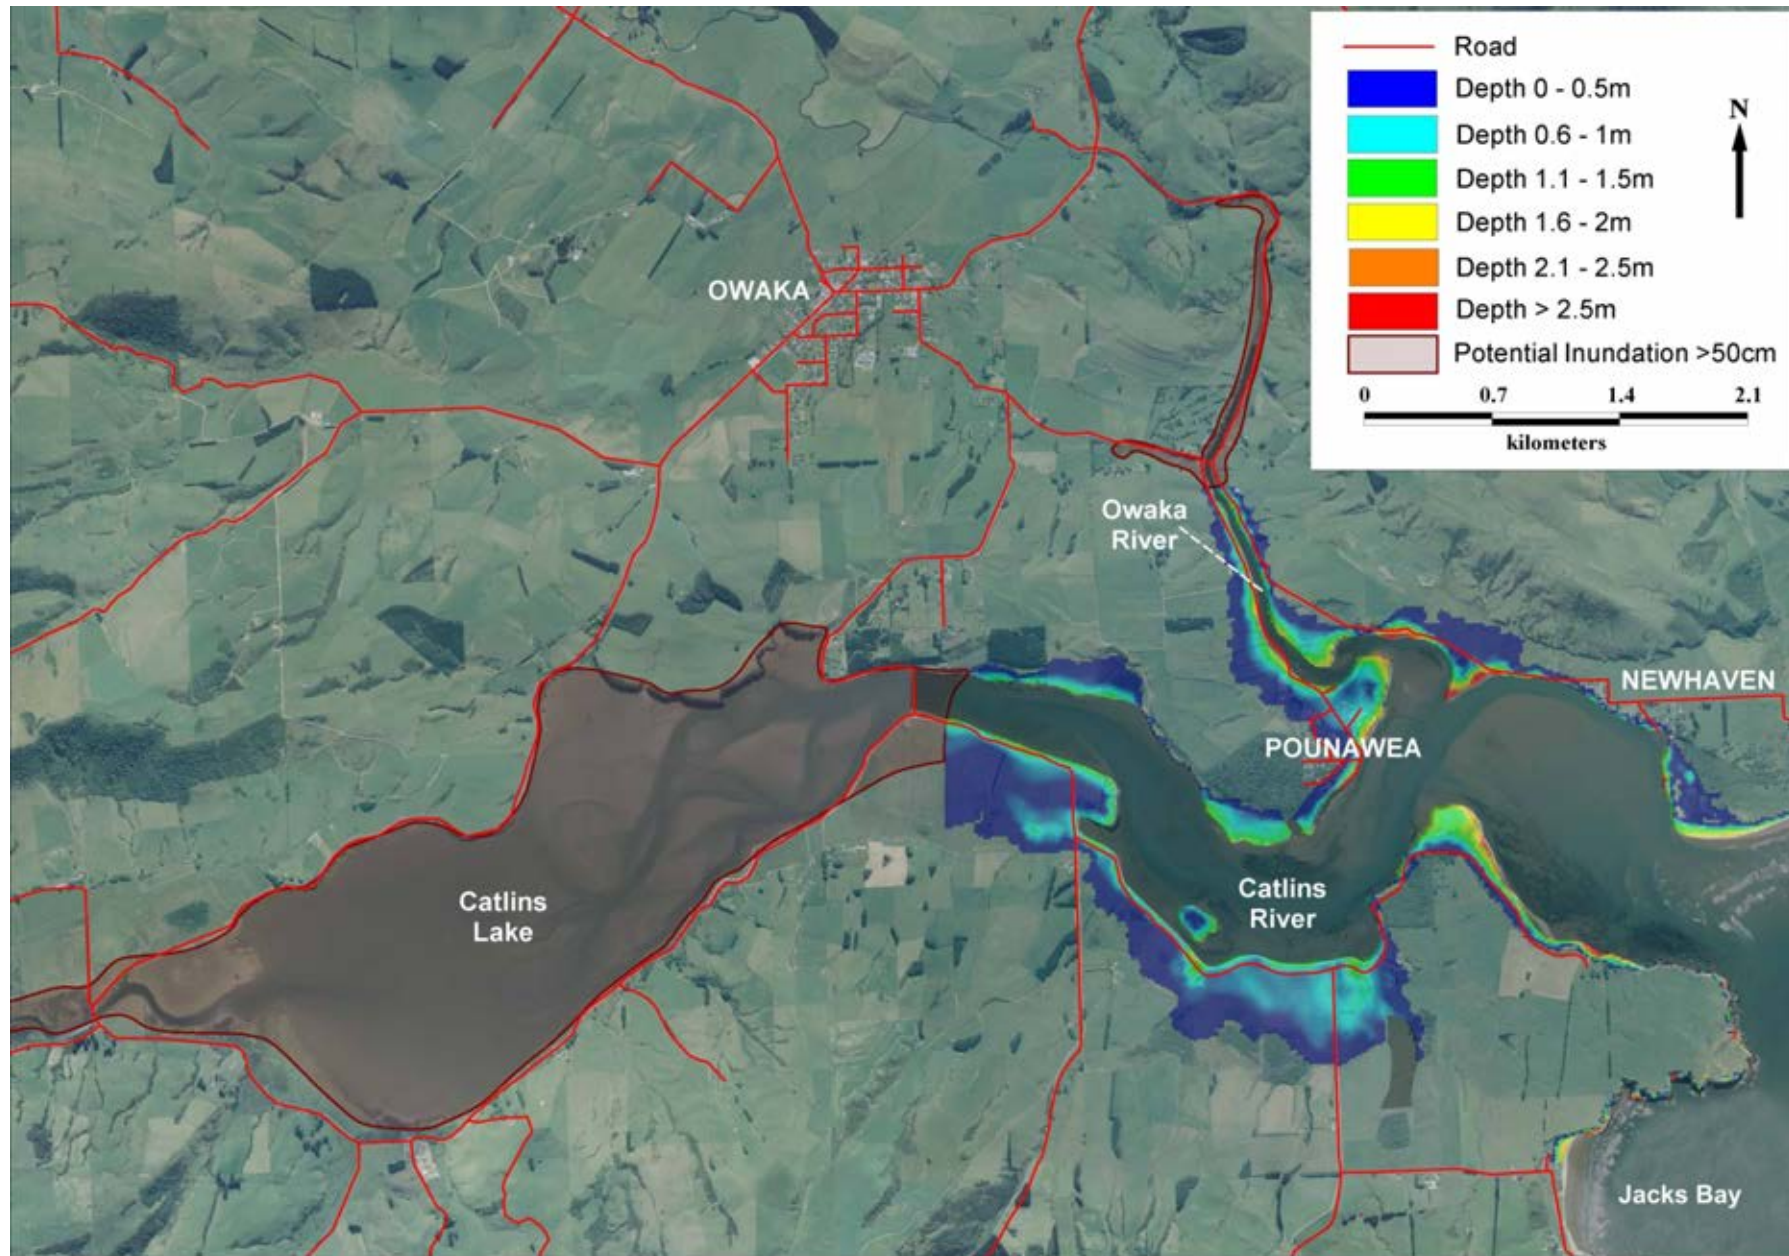 Road
Depth 0 - 0.5m
Depth 0.6 - 1m
Depth 1.1 - 1.5m
Depth 1.6 - 2m
Depth 2.1 - 2.5m
Depth > 2.5m
Potential Inundation >50cm
N
0 0.7 1.4 2.1
kilometers
OWAKA
Owaka
River
NEWHAVEN
POUNAWEA
Catlins
Lake
Catlins
River
Jacks Bay